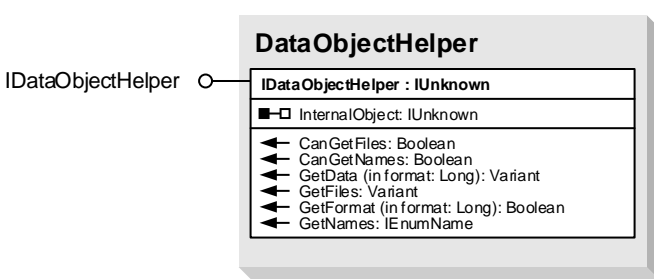 DataObjectHelper
IDataObjectHelper
IDataObjectHelper : IUnknown
InternalObject: IUnknown
CanGetFiles: Boolean
CanGetNames: Boolean
GetData (in format: Long): Variant
GetFiles: Variant
GetFormat (in format: Long): Boolean
GetNames: IEnumName